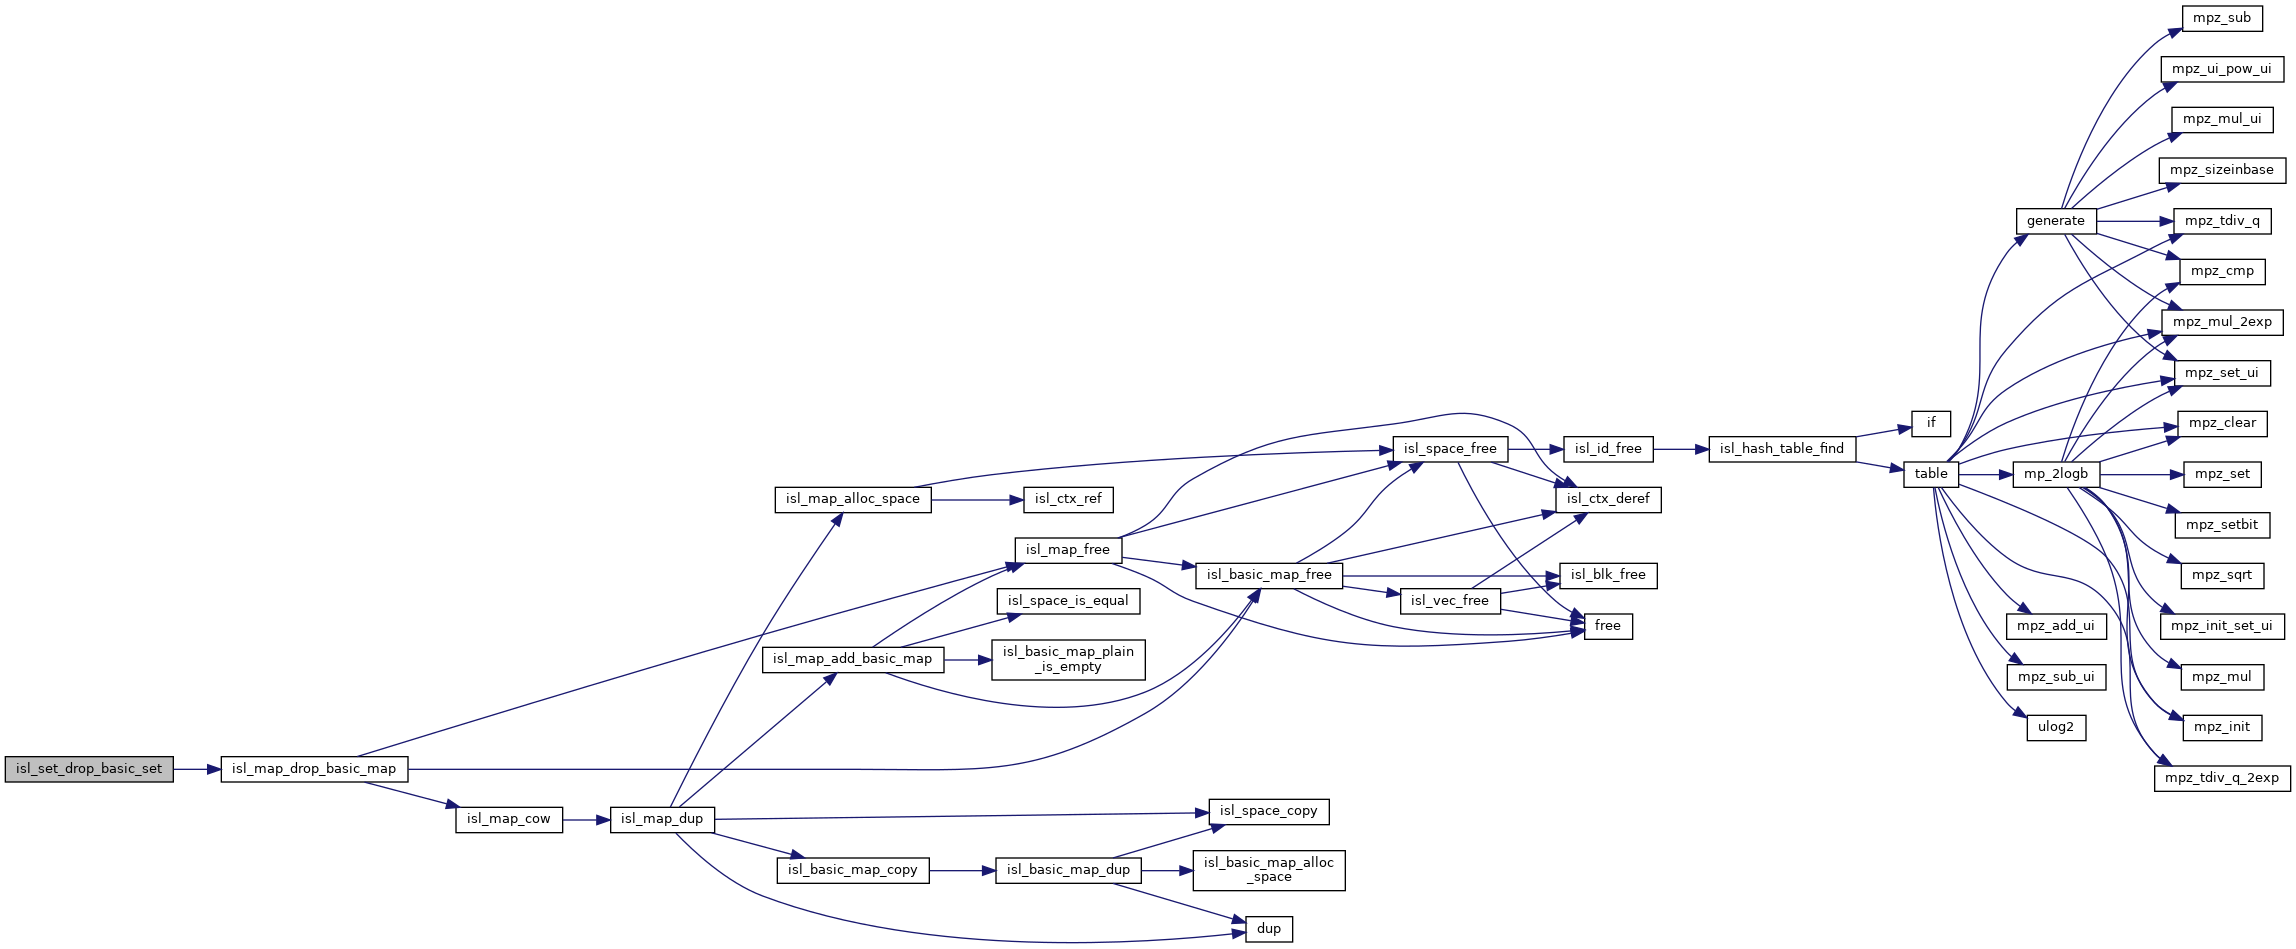 mpz_sub
mpz_ui_pow_ui
mpz_mul_ui
mpz_sizeinbase
generate
mpz_tdiv_q
mpz_cmp
mpz_mul_2exp
mpz_set_ui
if
mpz_clear
isl_space_free
isl_id_free
isl_hash_table_find
table
mp_2logb
mpz_set
isl_map_alloc_space
isl_ctx_ref
isl_ctx_deref
mpz_setbit
isl_map_free
isl_basic_map_free
isl_blk_free
mpz_sqrt
isl_space_is_equal
isl_vec_free
free
mpz_add_ui
mpz_init_set_ui
isl_map_add_basic_map
isl_basic_map_plain
_is_empty
mpz_sub_ui
mpz_mul
ulog2
mpz_init
isl_set_drop_basic_set
isl_map_drop_basic_map
mpz_tdiv_q_2exp
isl_map_cow
isl_map_dup
isl_space_copy
isl_basic_map_copy
isl_basic_map_dup
isl_basic_map_alloc
_space
dup